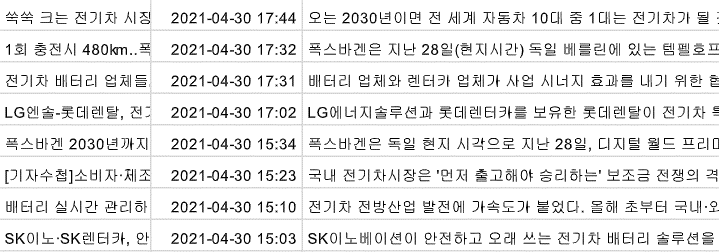 쑥쑥 크는 전기차 시장 2021-04-30 17:44 오는 2030년이면 전 세계 자동차 10대 중 1대는 전기차가 될
1회 충전시 480km..폭 2021-04-30 17:32 폭스바겐은 지난 28일(현지시간) 독일 베를린에 있는 템펠호프
전기차 배터리 업체들 2021-04-30 17:31 배터리 업체와 렌터카 업체가 사업 시너지 효과를 내기 위한 협
LG엔솔-롯데렌탈, 전기 2021-04-30 17:02 LG에너지솔루션과 롯데렌터카를 보유한 롯데렌탈이 전기차
폭스바겐 2030년까지 2021-04-30 15:34 폭스바겐은 독일 현지 시각으로 지난 28일, 디지털 월드 프리미
[기자수첩]소비자·제조 2021-04-30 15:23 국내 전기차시장은 '먼저 출고해야 승리하는' 보조금 전쟁의 격
배터리 실시간 관리하 2021-04-30 15:10 전기차 전방산업 발전에 가속도가 붙었다. 올해 초부터 국내·외
SK이노·SK렌터카, 안 2021-04-30 15:03 SK이노베이션이 안전하고 오래 쓰는 전기차 배터리 솔루션을